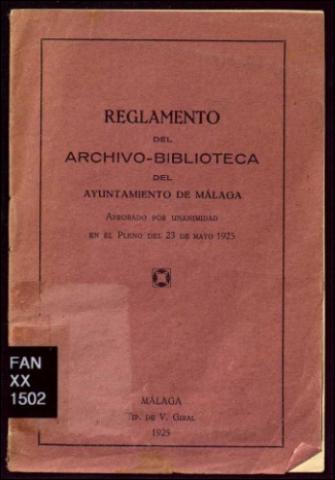 REGLAMENTO
DEL
ARCHIVO-BIBLIOTECA
DEL
AYUNTAMIENTO DE MÁLAGA
APROBADO POR UNANIMIDAD
EN EL PLENO DEL 23 DE MAYO 1925
FAN
XX
1502
MÁLAGA
TIP. DE V. GIRAL
1925